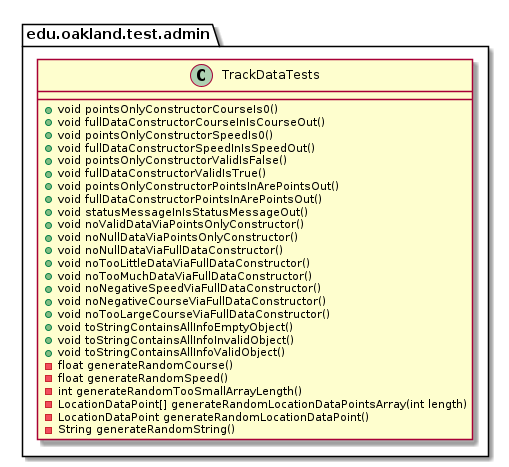 edu.oakland.test.admin
C TrackDataTests
void pointsOnlyConstructorCourseIs0()
void fullDataConstructorCourseInIsCourseOut()
void pointsOnlyConstructorSpeedIs0()
void fullDataConstructorSpeedInIsSpeedOut()
void pointsOnlyConstructorValidIsFalse()
void fullDataConstructorValidIsTrue()
void pointsOnlyConstructorPointsInArePointsOut()
void fullDataConstructorPointsInArePointsOut()
void statusMessageInIsStatusMessageOut()
void noValidDataViaPointsOnlyConstructor()
void noNullDataViaPointsOnlyConstructor()
void noNullDataViaFullDataConstructor()
void noTooLittleDataViaFullDataConstructor()
void noTooMuchDataViaFullDataConstructor()
void noNegativeSpeedViaFullDataConstructor()
void noNegativeCourseViaFullDataConstructor()
void noTooLargeCourseViaFullDataConstructor()
void toStringContainsAllInfoEmptyObject()
void toStringContainsAllInfoInvalidObject()
void toStringContainsAllInfoValidObject()
float generateRandomCourse()
float generateRandomSpeed()
int generateRandomTooSmallArrayLength()
LocationDataPoint[] generateRandomLocationDataPointsArray(int length)
LocationDataPoint generateRandomLocationDataPoint()
String generateRandomString()